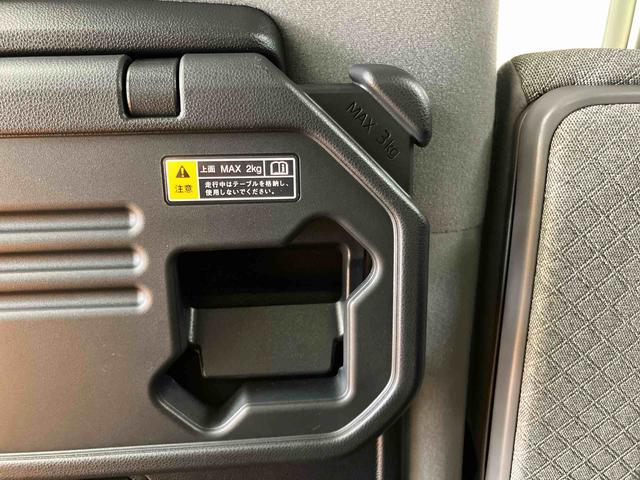 MAX 3kg
上面 MAX 2kg
注意
走行中はテーブルを格納し、
使用しないでください。